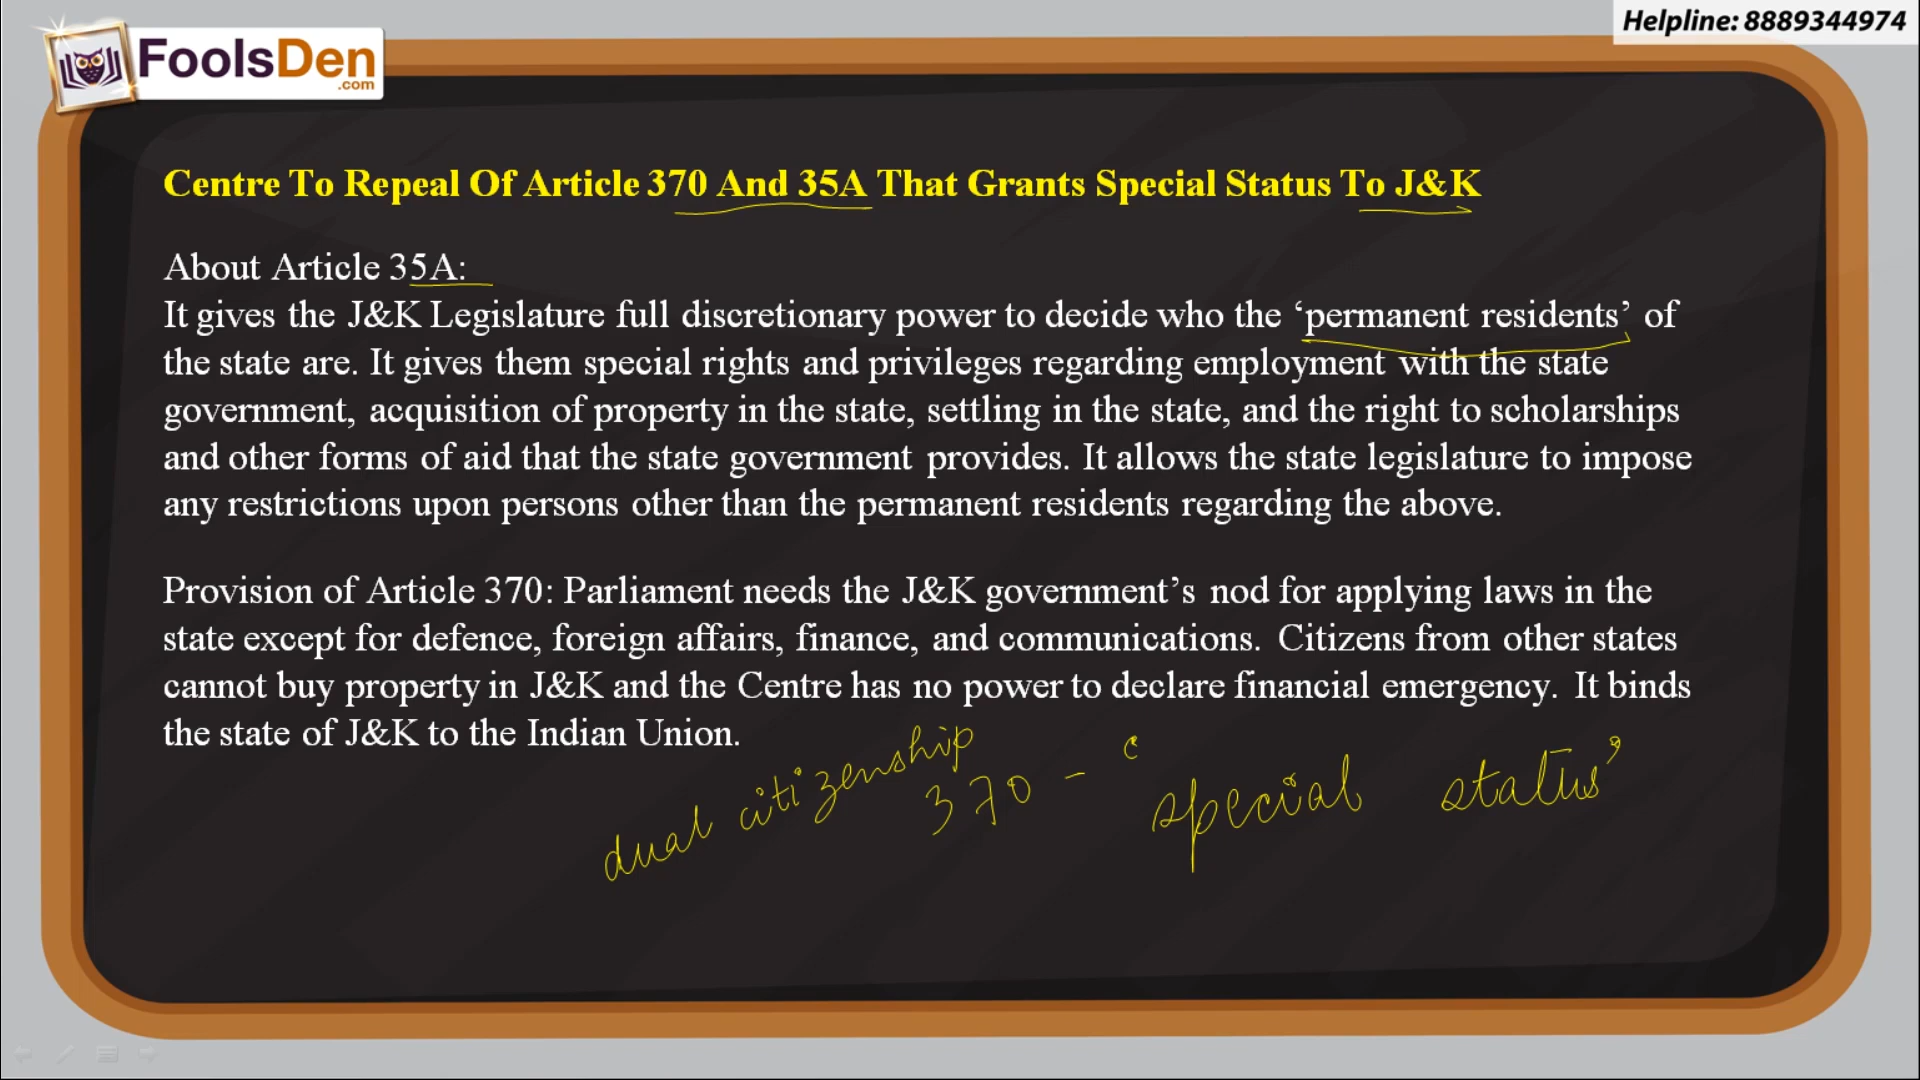 Helpline: 8889344974
FoolsDen
.com
Centre To Repeal Of Article 370 And 35A That Grants Special Status To J&K
About Article 35A:
It gives the J&K Legislature full discretionary power to decide who the ‘permanent residents’ of
the state are. It gives them special rights and privileges regarding employment with the state
government, acquisition of property in the state, settling in the state, and the right to scholarships
and other forms of aid that the state government provides. It allows the state legislature to impose
any restrictions upon persons other than the permanent residents regarding the above.
Provision of Article 370: Parliament needs the J&K government’s nod for applying laws in the
state except for defence, foreign affairs, finance, and communications. Citizens from other states
cannot buy property in J&K and the Centre has no power to declare financial emergency. It binds
the state of J&K to the Indian Union.
dual citizenship
370 - ‘special status’